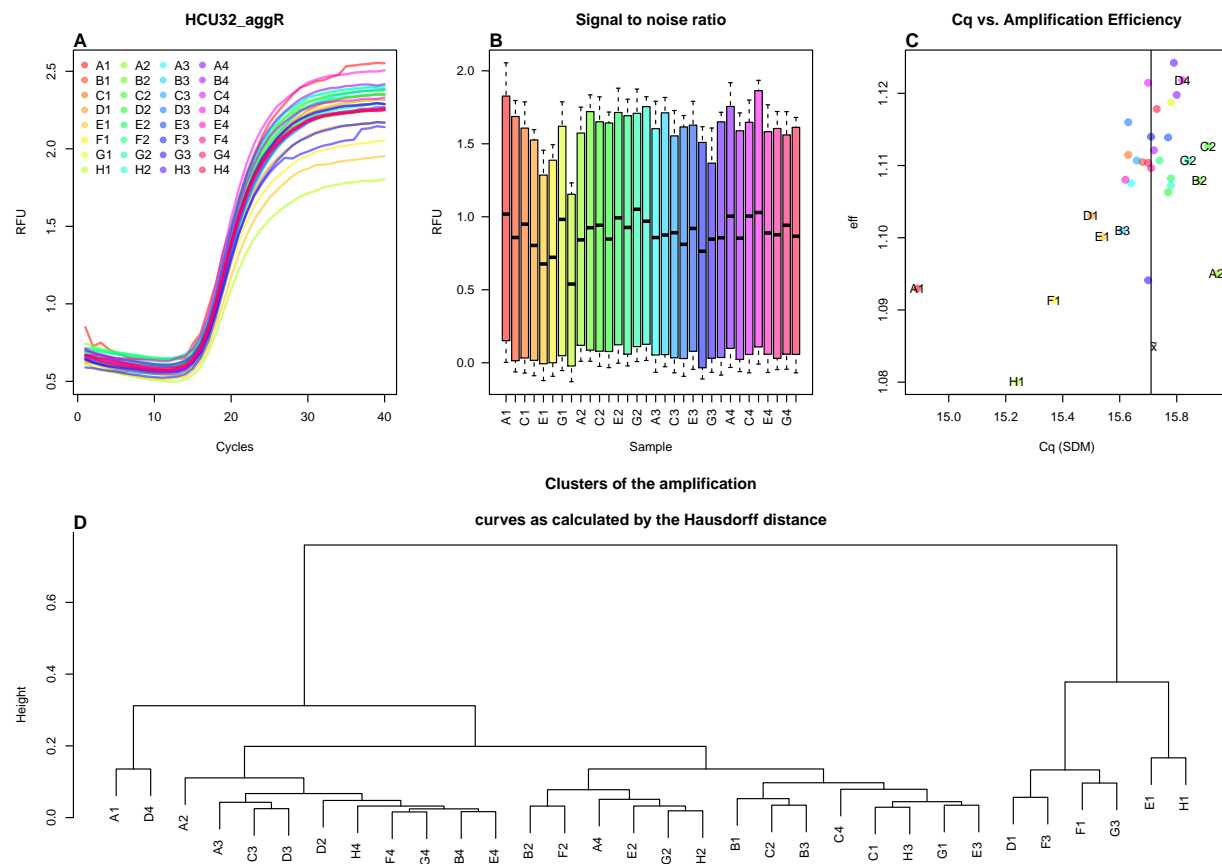 HCU32_aggR
A
A1 A2 A3 A4
B1 B2 B3 B4
C1 C2 C3 C4
D1 D2 D3 D4
E1 E2 E3 E4
F1 F2 F3 F4
G1 G2 G3 G4
H1 H2 H3 H4
2.5
2.0
1.5
1.0
0.5
RFU
0 10 20 30 40
Cycles
Signal to noise ratio
B
2.0
1.5
1.0
0.5
0.0
RFU
A1 C1 E1 G1 A2 C2 E2 G2 A3 C3 E3 G3 A4 C4 E4 G4
Sample
Cq vs. Amplification Efficiency
C
D4
C2
G2
B2
D1
B3
E1
A2
A1
F1
x
H1
1.12
1.11
1.10
1.09
1.08
eff
15.0 15.2 15.4 15.6 15.8
Cq (SDM)
Clusters of the amplification
curves as calculated by the Hausdorff distance
D
0.6
0.4
0.2
0.0
Height
A1 D4 A2 A3 C3 D3 D2 H4 F4 G4 B4 E4 B2 F2 A4 E2 G2 H2 B1 C2 B3 C4 C1 H3 G1 E3 D1 F3 F1 G3 E1 H1